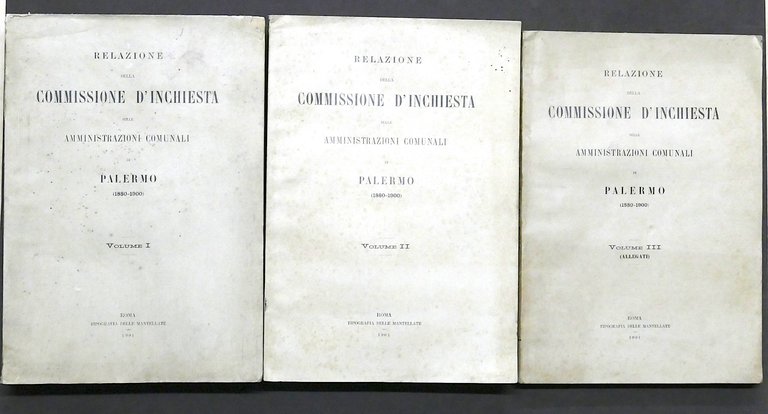 RELAZIONE
DELLA
COMMISSIONE D'INCHIESTA
SULLE
AMMINISTRAZIONI COMUNALI
DI
PALERMO
(1880-1900)
VOLUME I
ROMA
TIPOGRAFIA DELLE MANTELLATE
1901
RELAZIONE
DELLA
COMMISSIONE D'INCHIESTA
SULLE
AMMINISTRAZIONI COMUNALI
DI
PALERMO
(1880-1900)
VOLUME II
ROMA
TIPOGRAFIA DELLE MANTELLATE
1901
RELAZIONE
DELLA
COMMISSIONE D'INCHIESTA
SULLE
AMMINISTRAZIONI COMUNALI
DI
PALERMO
(1880-1900)
VOLUME III
(ALLEGATI)
ROMA
TIPOGRAFIA DELLE MANTELLATE
1901